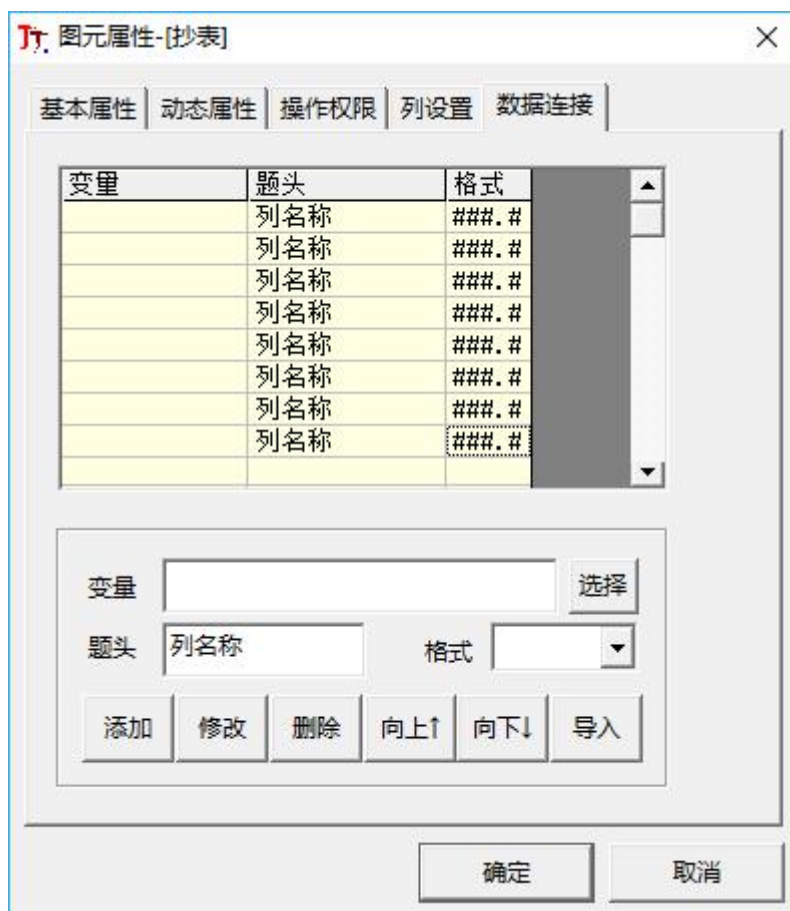 图元属性-[抄表]
基本属性 动态属性 操作权限 列设置 数据连接
变量 题头 格式
列名称 ###.#
列名称 ###.#
列名称 ###.#
列名称 ###.#
列名称 ###.#
列名称 ###.#
列名称 ###.#
列名称 ###.#
变量 选择
题头 列名称 格式
添加 修改 删除 向上↑ 向下↓ 导入
确定 取消